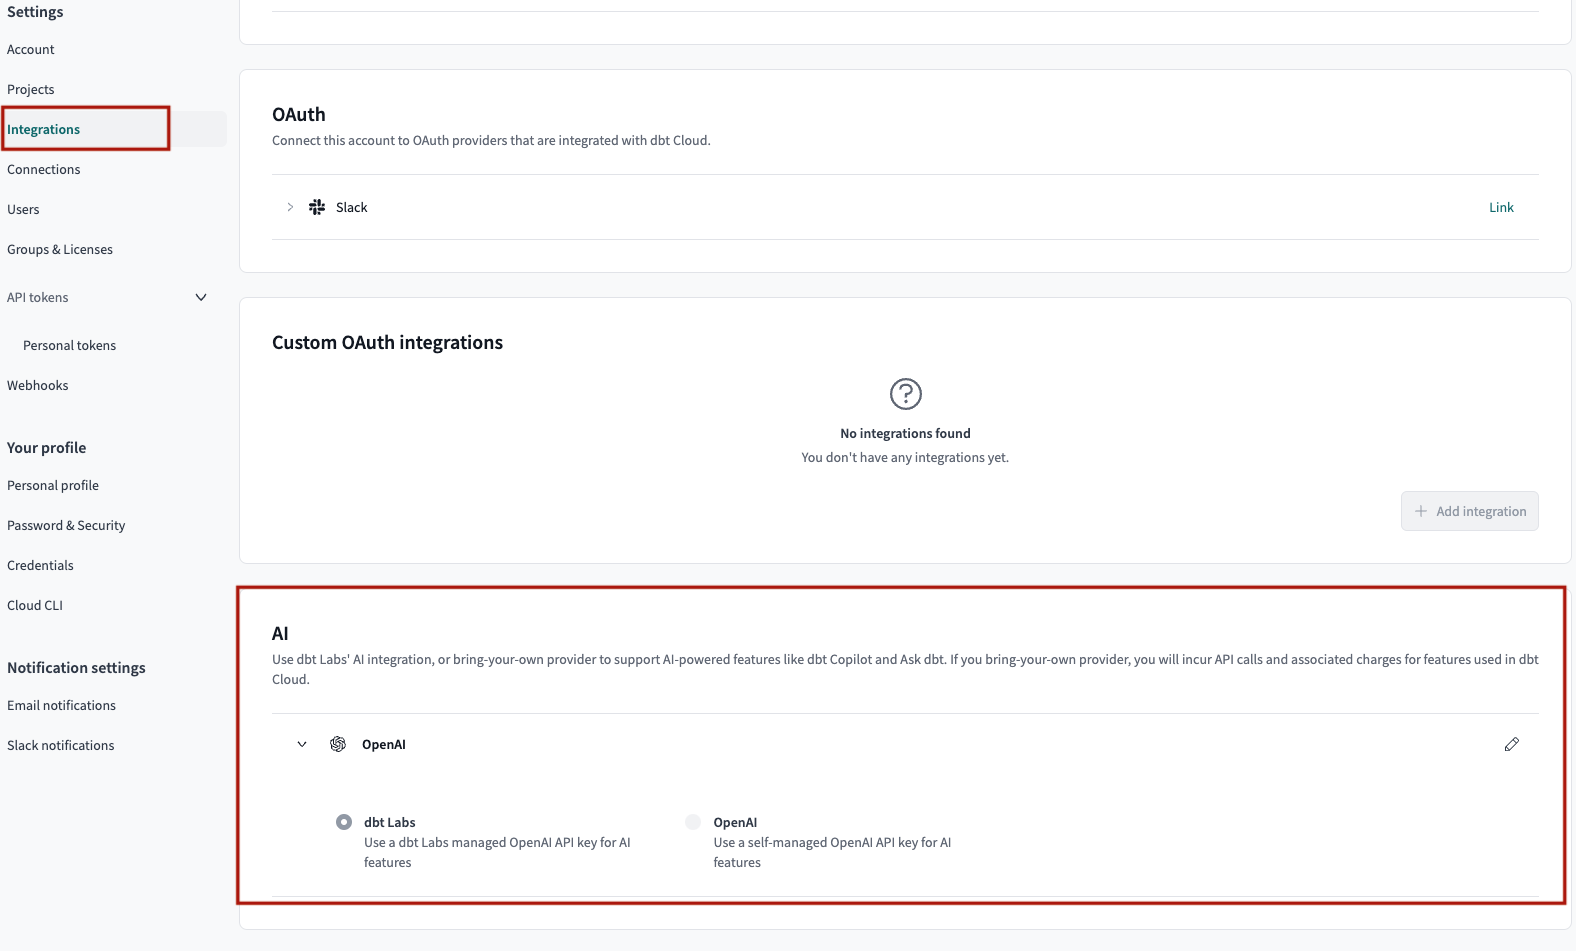 Settings
Account
Projects
Integrations
Connections
Users
Groups & Licenses
API tokens
Personal tokens
Webhooks
Your profile
Personal profile
Password & Security
Credentials
Cloud CLI
Notification settings
Email notifications
Slack notifications
OAuth
Connect this account to OAuth providers that are integrated with dbt Cloud.
Slack
Link
Custom OAuth integrations
No integrations found
You don't have any integrations yet.
Add integration
AI
Use dbt Labs' AI integration, or bring-your-own provider to support AI-powered features like dbt Copilot and Ask dbt. If you bring-your-own provider, you will incur API calls and associated charges for features used in dbt
Cloud.
OpenAI
dbt Labs
Use a dbt Labs managed OpenAI API key for AI
features
OpenAI
Use a self-managed OpenAI API key for AI
features